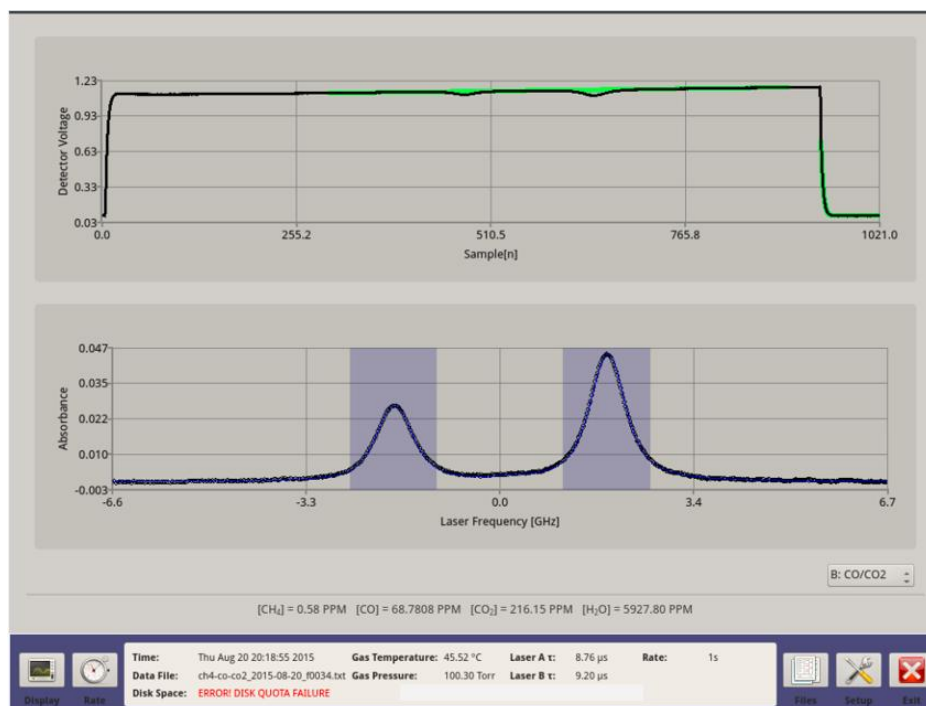 1.23
0.93
0.63
0.33
0.03
Detector Voltage
0.0 255.2 510.5 765.8 1021.0
Sample[n]
0.047
0.035
0.022
0.010
-0.003
Absorbance
-6.6 -3.3 0.0 3.4 6.7
Laser Frequency [GHz]
B: CO/CO2
[CH₄] = 0.58 PPM [CO] = 68.7808 PPM [CO₂] = 216.15 PPM [H₂O] = 5927.80 PPM
Time: Thu Aug 20 20:18:55 2015 Gas Temperature: 45.52 °C Laser A τ: 8.76 μs Rate: 1s
Data File: ch4-co-co2_2015-08-20_f0034.txt Gas Pressure: 100.30 Torr Laser B τ: 9.20 μs
Disk Space: ERROR! DISK QUOTA FAILURE
Display Rate Files Setup Exit